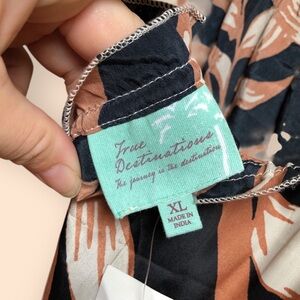 True
Destinations
The journey is the destination
XL
MADE IN
INDIA